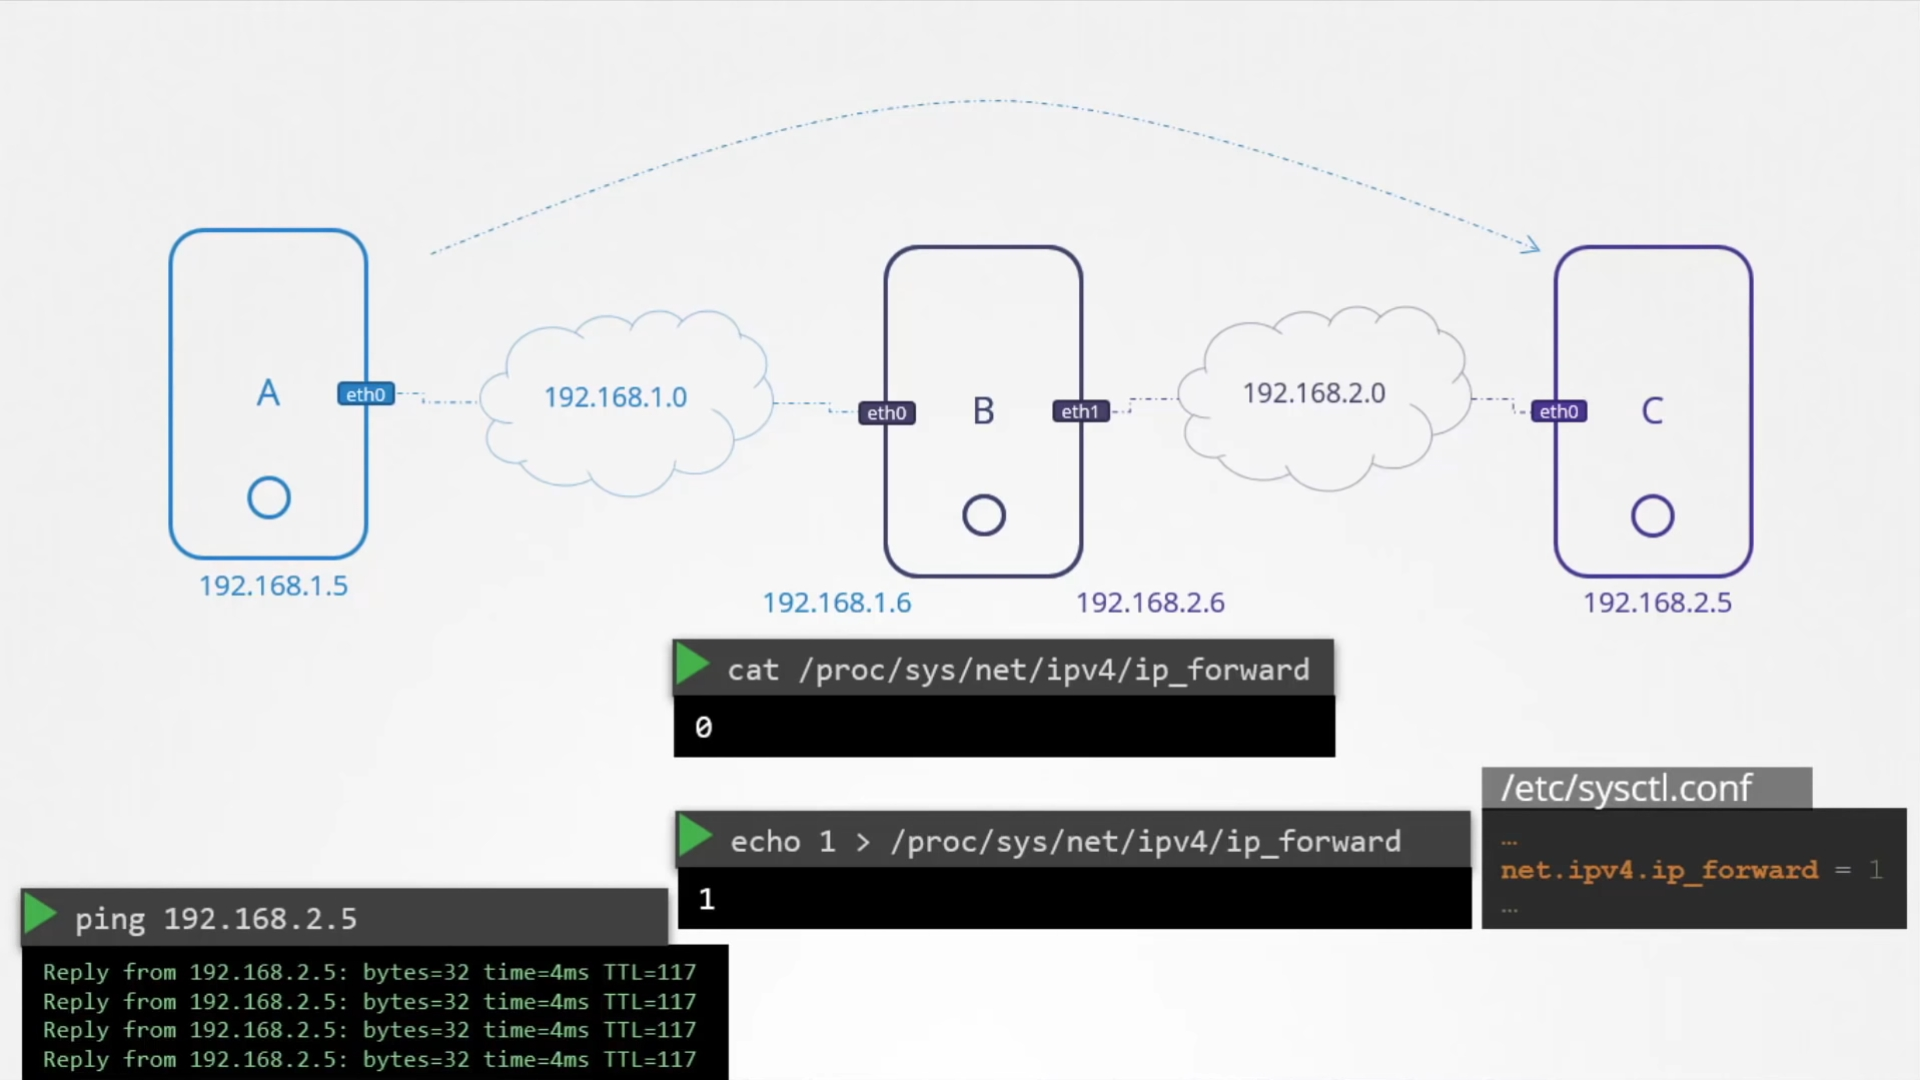 A
eth0
192.168.1.0
eth0
B
eth1
192.168.2.0
eth0
C
192.168.1.5
192.168.1.6
192.168.2.6
192.168.2.5
cat /proc/sys/net/ipv4/ip_forward
0
echo 1 > /proc/sys/net/ipv4/ip_forward
1
/etc/sysctl.conf
…
net.ipv4.ip_forward = 1
…
ping 192.168.2.5
Reply from 192.168.2.5: bytes=32 time=4ms TTL=117
Reply from 192.168.2.5: bytes=32 time=4ms TTL=117
Reply from 192.168.2.5: bytes=32 time=4ms TTL=117
Reply from 192.168.2.5: bytes=32 time=4ms TTL=117